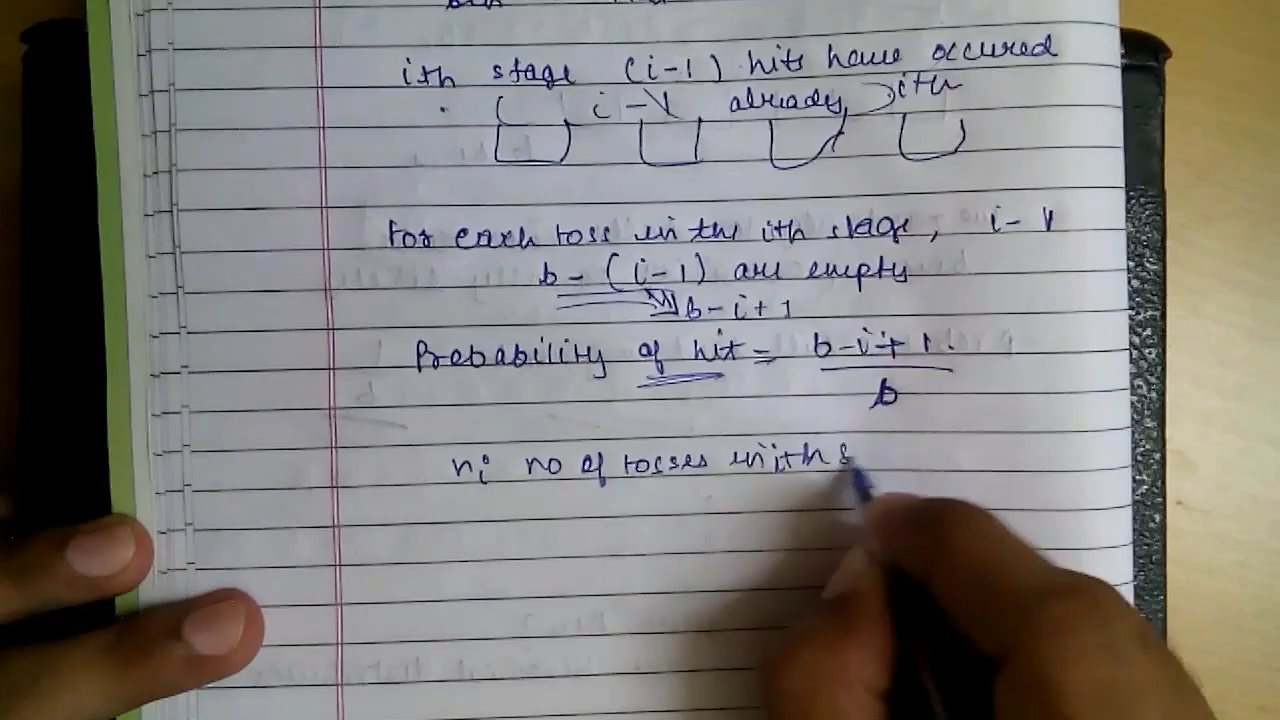 ith stage (i-1) hits have occured
( i-1 already, ith
For each toss in the ith stage, i-1
b-(i-1) are empty
b-i+1
Probability of hit = b-i+1
b
ni no of tosses in ith s